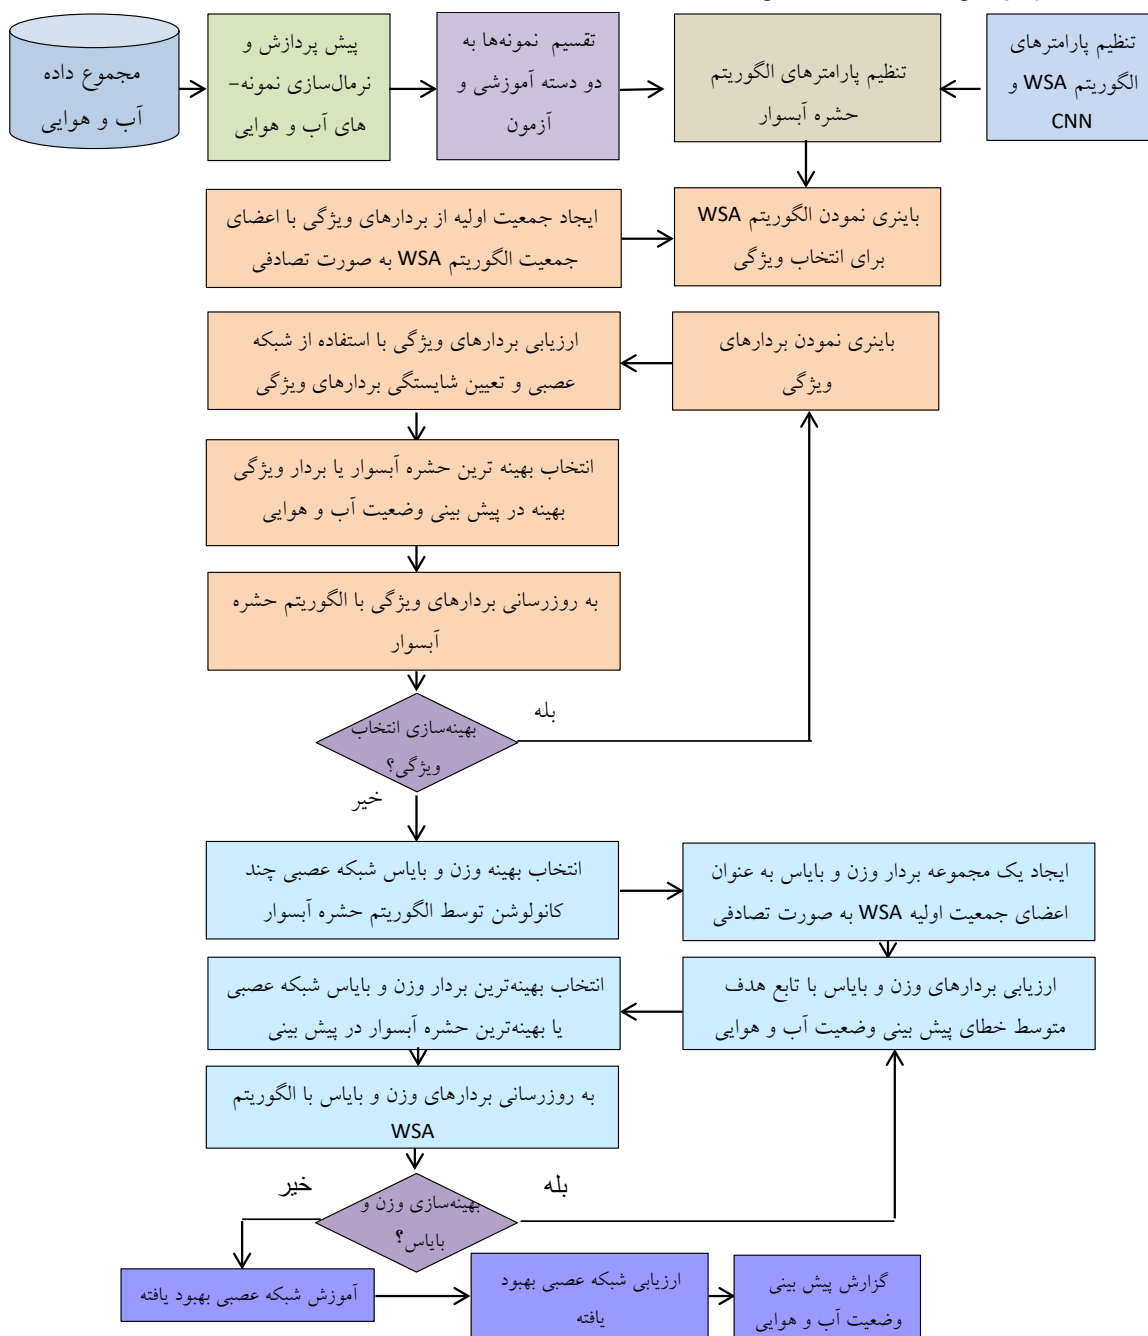 مجموع داده
آب و هوایی
پیش پردازش و
نرمال‌سازی نمونه-
های آب و هوایی
تقسیم نمونه‌ها به
دو دسته آموزشی و
آزمون
تنظیم پارامترهای الگوریتم
حشره آبسوار
تنظیم پارامترهای
الگوریتم WSA و
CNN
ایجاد جمعیت اولیه از بردارهای ویژگی با اعضای
جمعیت الگوریتم WSA به صورت تصادفی
باینری نمودن الگوریتم WSA
برای انتخاب ویژگی
ارزیابی بردارهای ویژگی با استفاده از شبکه
عصبی و تعیین شایستگی بردارهای ویژگی
باینری نمودن بردارهای
ویژگی
انتخاب بهینه ترین حشره آبسوار یا بردار ویژگی
بهینه در پیش بینی وضعیت آب و هوایی
به روزرسانی بردارهای ویژگی با الگوریتم حشره
آبسوار
بهینه‌سازی انتخاب
ویژگی؟
بله
خیر
انتخاب بهینه وزن و بایاس شبکه عصبی چند
کانولوشن توسط الگوریتم حشره آبسوار
ایجاد یک مجموعه بردار وزن و بایاس به عنوان
اعضای جمعیت اولیه WSA به صورت تصادفی
ارزیابی بردارهای وزن و بایاس با تابع هدف
متوسط خطای پیش بینی وضعیت آب و هوایی
انتخاب بهینه‌ترین بردار وزن و بایاس شبکه عصبی
یا بهینه‌ترین حشره آبسوار در پیش بینی
به روزرسانی بردارهای وزن و بایاس با الگوریتم
WSA
بهینه‌سازی وزن و
بایاس؟
بله
خیر
آموزش شبکه عصبی بهبود یافته
ارزیابی شبکه عصبی بهبود
یافته
گزارش پیش بینی
وضعیت آب و هوایی